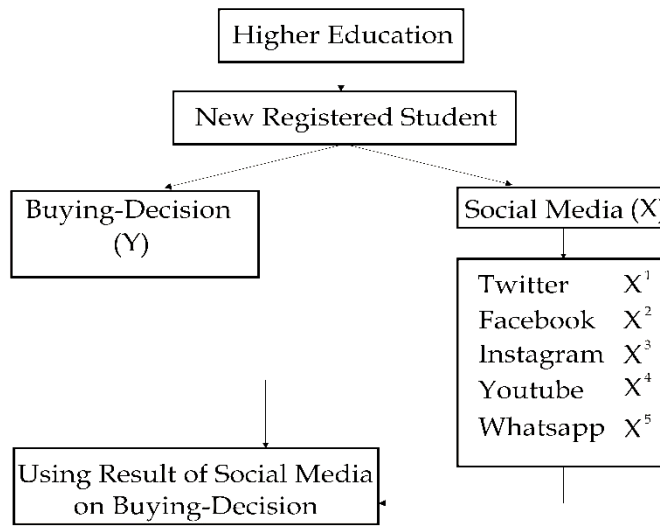 Higher Education
New Registered Student
Buying-Decision
(Y)
Social Media (X)
Twitter X¹
Facebook X²
Instagram X³
Youtube X⁴
Whatsapp X⁵
Using Result of Social Media
on Buying-Decision